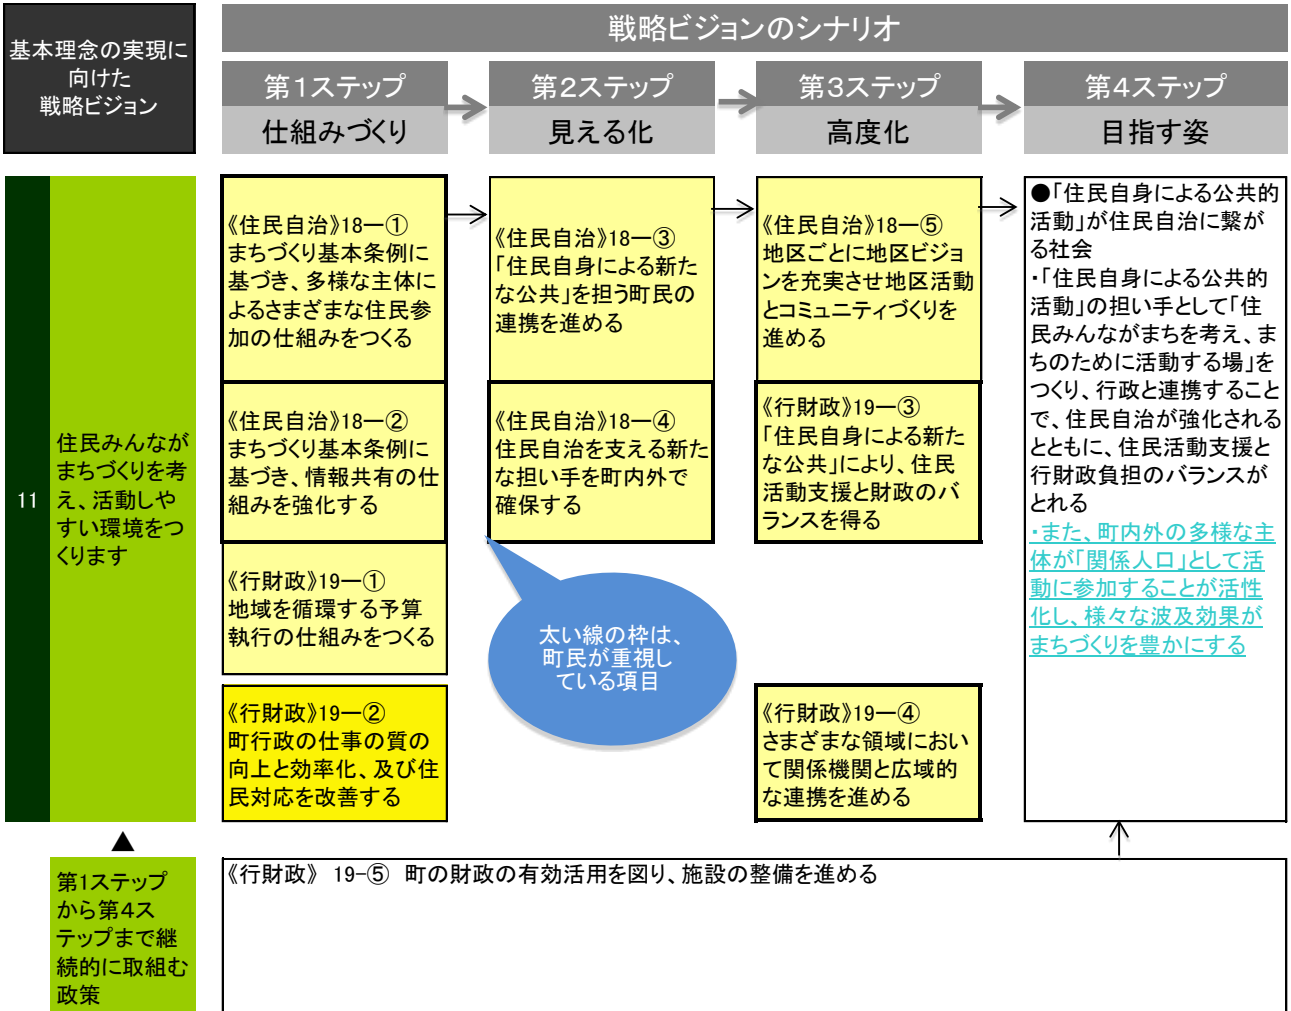 基本理念の実現に
向けた
戦略ビジョン
戦略ビジョンのシナリオ
第1ステップ
仕組みづくり
第2ステップ
見える化
第3ステップ
高度化
第4ステップ
目指す姿
11
住民みんなが
まちづくりを考
え、活動しや
すい環境をつ
くります
《住民自治》18ー①
まちづくり基本条例に
基づき、多様な主体に
よるさまざまな住民参
加の仕組みをつくる
《住民自治》18ー②
まちづくり基本条例に
基づき、情報共有の仕
組みを強化する
《行財政》19ー①
地域を循環する予算
執行の仕組みをつくる
《行財政》19ー②
町行政の仕事の質の
向上と効率化、及び住
民対応を改善する
《住民自治》18ー③
「住民自身による新た
な公共」を担う町民の
連携を進める
《住民自治》18ー④
住民自治を支える新た
な担い手を町内外で
確保する
太い線の枠は、
町民が重視し
ている項目
《住民自治》18ー⑤
地区ごとに地区ビジョ
ンを充実させ地区活動
とコミュニティづくりを
進める
《行財政》19ー③
「住民自身による新た
な公共」により、住民
活動支援と財政のバ
ランスを得る
《行財政》19ー④
さまざまな領域におい
て関係機関と広域的
な連携を進める
●「住民自身による公共的
活動」が住民自治に繋が
る社会
・「住民自身による公共的
活動」の担い手として「住
民みんながまちを考え、ま
ちのために活動する場」を
つくり、行政と連携すること
で、住民自治が強化される
とともに、住民活動支援と
行財政負担のバランスが
とれる
・また、町内外の多様な主
体が「関係人口」として活
動に参加することが活性
化し、様々な波及効果が
まちづくりを豊かにする
▲
第1ステップ
から第4ス
テップまで継
続的に取組む
政策
《行財政》 19-⑤ 町の財政の有効活用を図り、施設の整備を進める